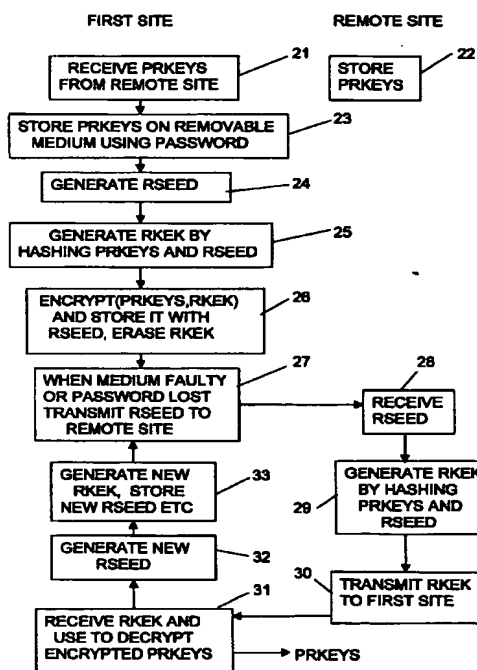 FIRST SITE
REMOTE SITE
21
RECEIVE PRKEYS
FROM REMOTE SITE
22
STORE
PRKEYS
23
STORE PRKEYS ON REMOVABLE
MEDIUM USING PASSWORD
24
GENERATE RSEED
25
GENERATE RKEK BY
HASHING PRKEYS AND RSEED
26
ENCRYPT(PRKEYS,RKEK)
AND STORE IT WITH
RSEED, ERASE RKEK
27
WHEN MEDIUM FAULTY
OR PASSWORD LOST
TRANSMIT RSEED TO
REMOTE SITE
28
RECEIVE
RSEED
33
GENERATE NEW
RKEK, STORE
NEW RSEED ETC
29
GENERATE RKEK
BY HASHING
PRKEYS AND
RSEED
32
GENERATE NEW
RSEED
30
TRANSMIT RKEK
TO FIRST SITE
31
RECEIVE RKEK AND
USE TO DECRYPT
ENCRYPTED PRKEYS
PRKEYS